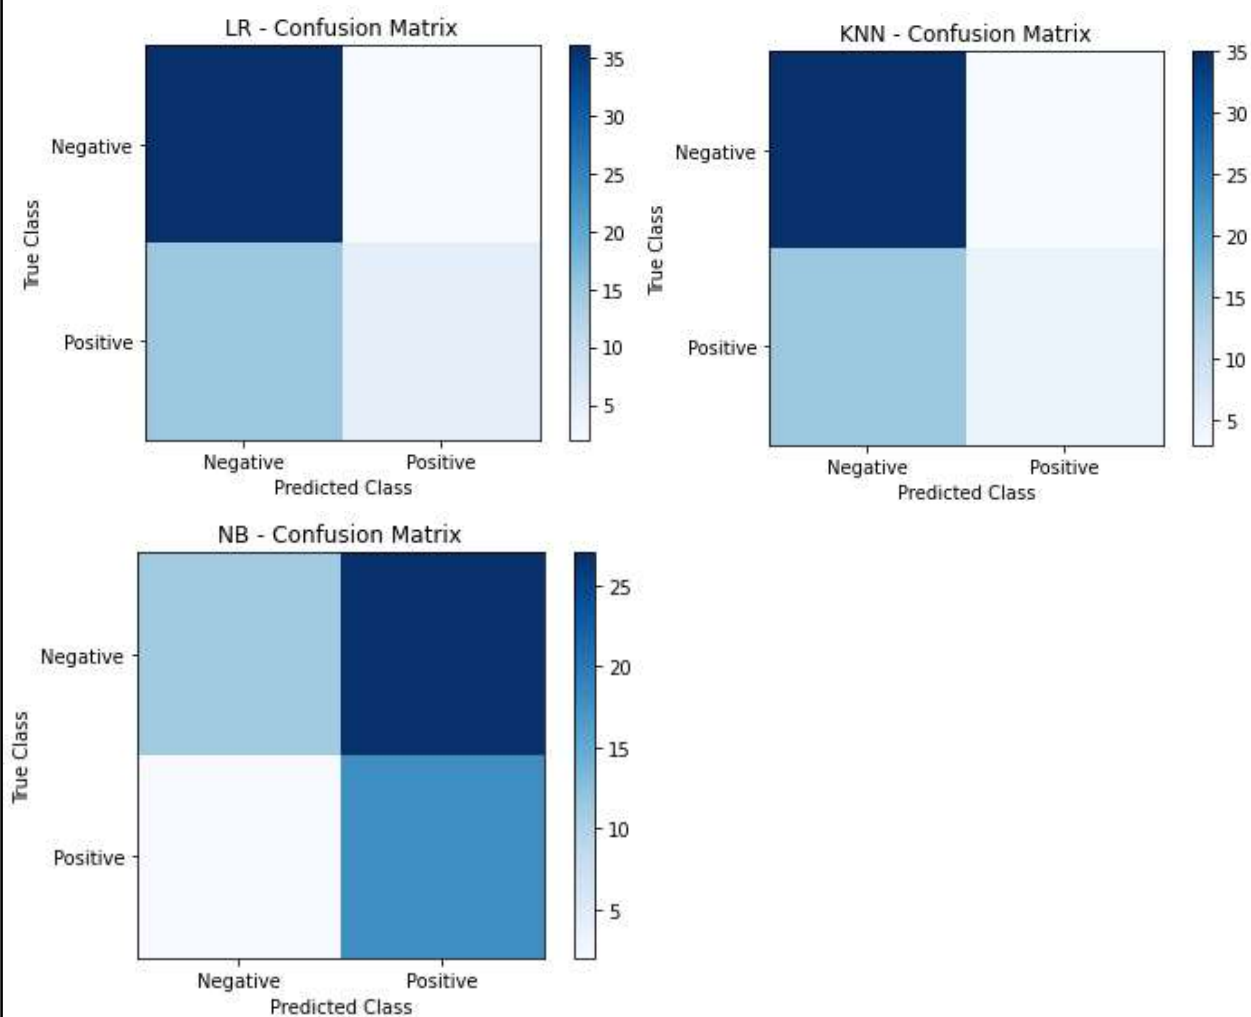 LR - Confusion Matrix
True Class
Negative
Positive
Negative Positive
Predicted Class
35
30
25
20
15
10
5
KNN - Confusion Matrix
True Class
Negative
Positive
Negative Positive
Predicted Class
35
30
25
20
15
10
5
NB - Confusion Matrix
True Class
Negative
Positive
Negative Positive
Predicted Class
25
20
15
10
5